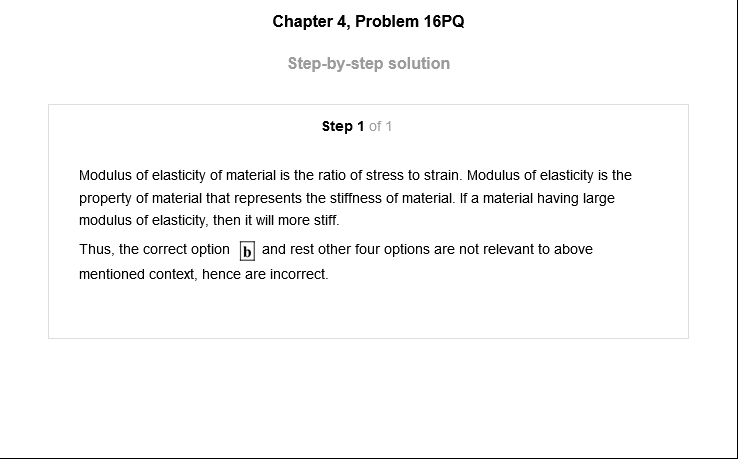 Chapter 4, Problem 16PQ
Step-by-step solution
Step 1 of 1
Modulus of elasticity of material is the ratio of stress to strain. Modulus of elasticity is the
property of material that represents the stiffness of material. If a material having large
modulus of elasticity, then it will more stiff.
Thus, the correct option b and rest other four options are not relevant to above
mentioned context, hence are incorrect.